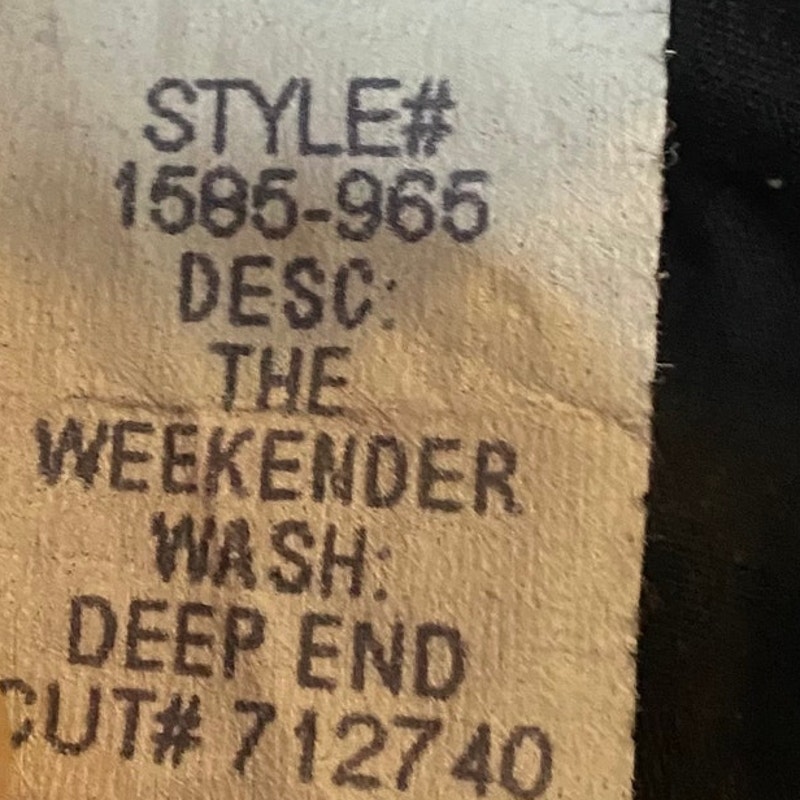 STYLE#
1585-965
DESC:
THE
WEEKENDER
WASH:
DEEP END
CUT# 712740